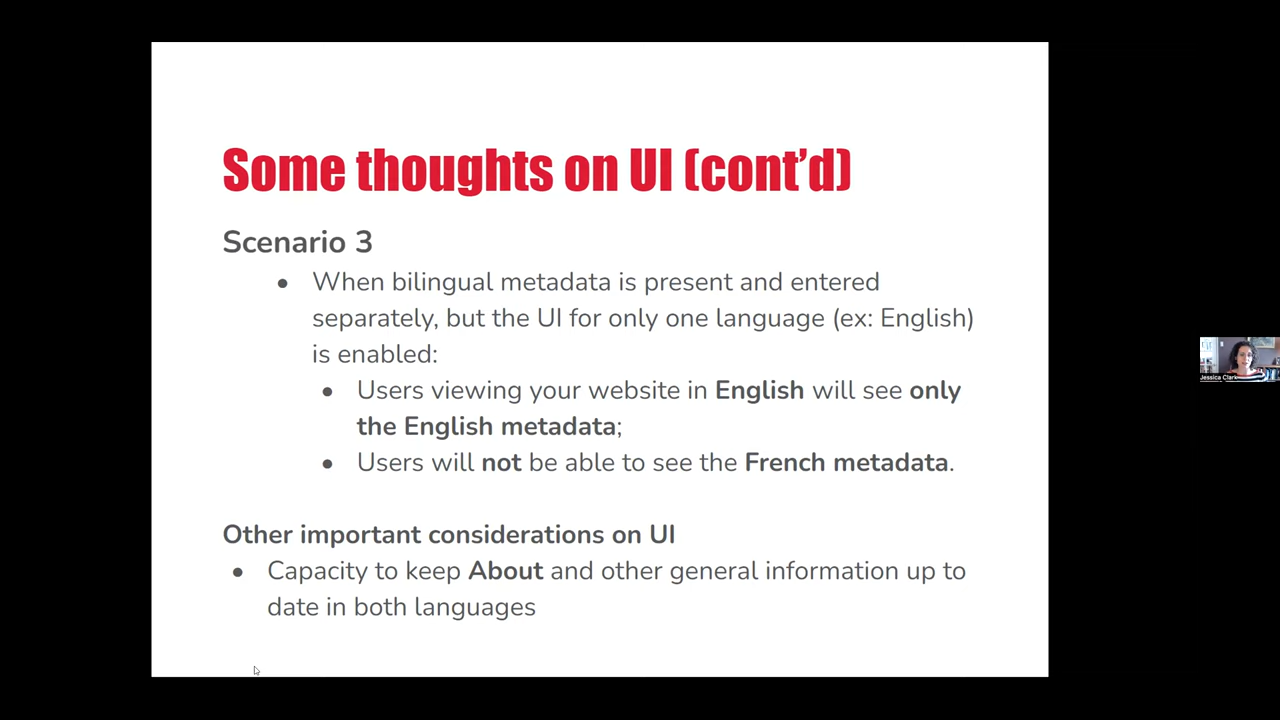 Some thoughts on UI (cont’d)
Scenario 3
● When bilingual metadata is present and entered
separately, but the UI for only one language (ex: English)
is enabled:
● Users viewing your website in English will see only
the English metadata;
● Users will not be able to see the French metadata.
Other important considerations on UI
● Capacity to keep About and other general information up to
date in both languages
Jessica Clark